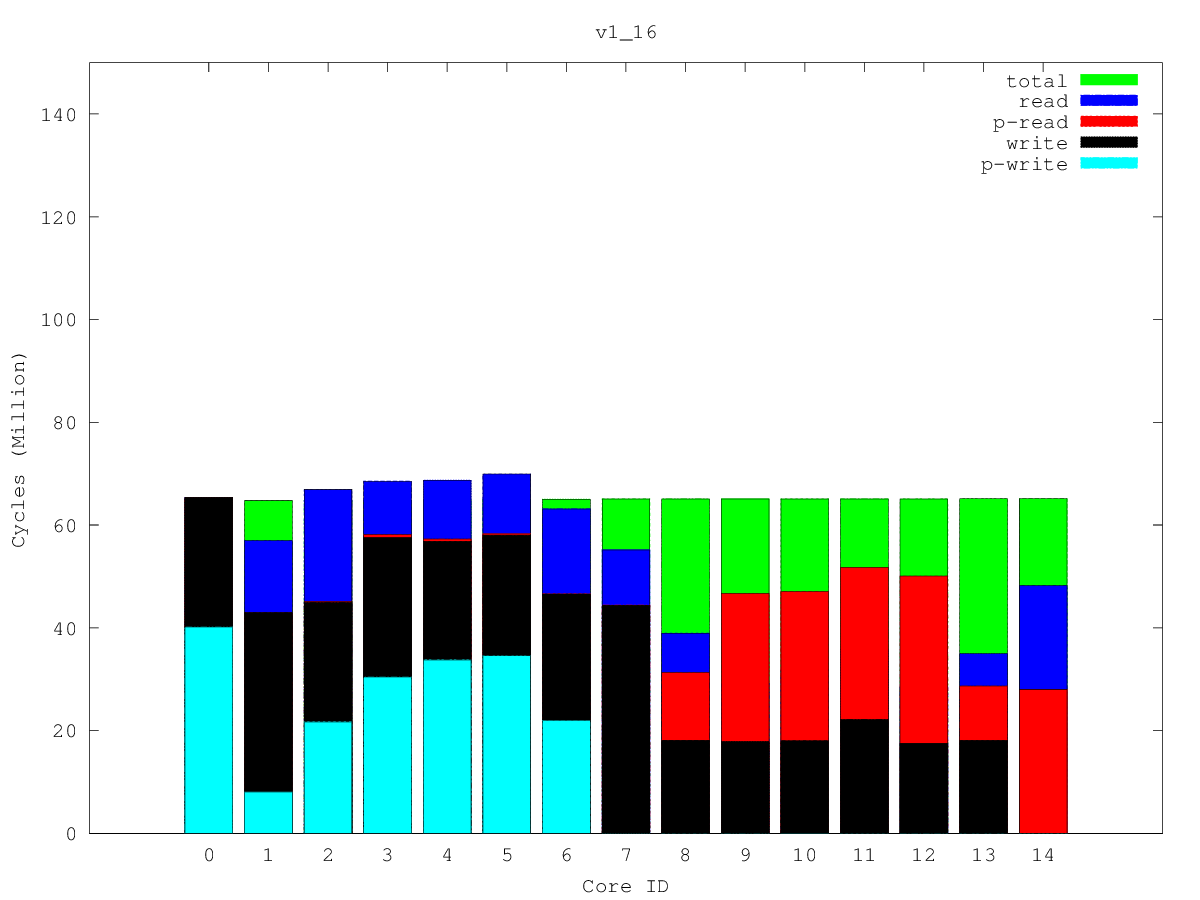 v1_16
total
read
p-read
write
p-write
140
120
100
80
60
40
20
0
Cycles (Million)
0 1 2 3 4 5 6 7 8 9 10 11 12 13 14
Core ID